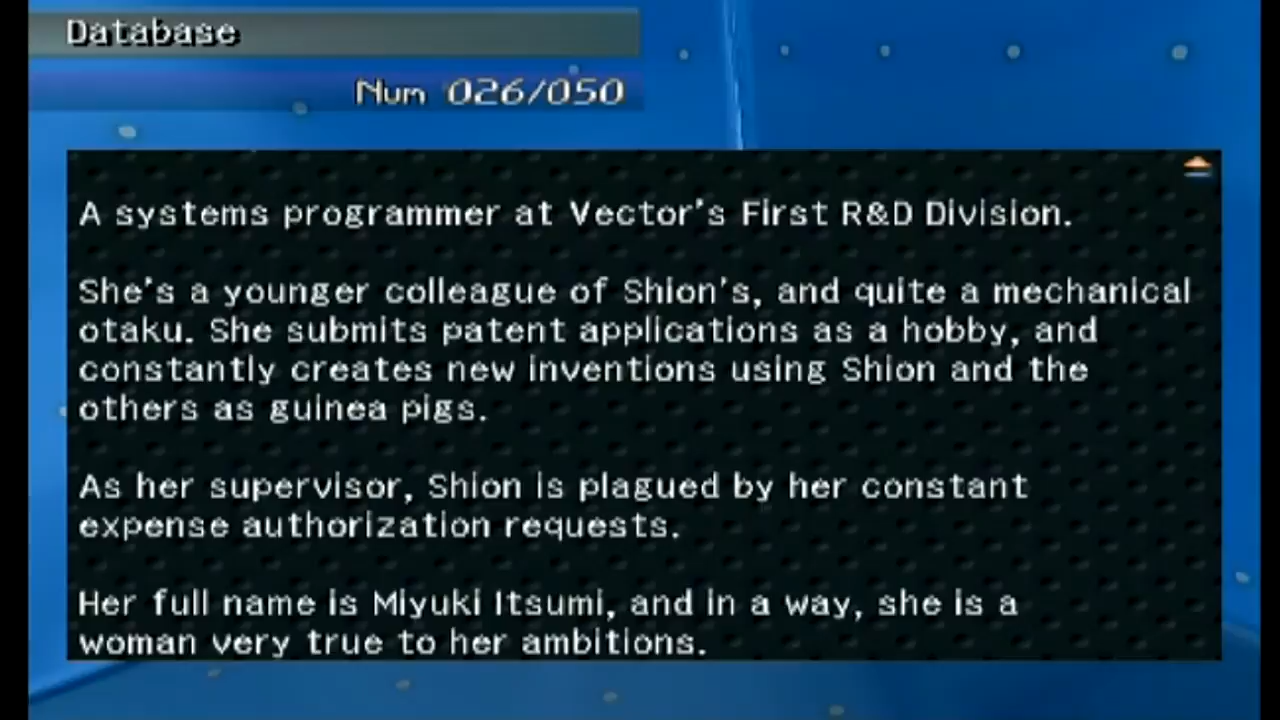 Database
Num 026/050
A systems programmer at Vector's First R&D Division.
She's a younger colleague of Shion's, and quite a mechanical
otaku. She submits patent applications as a hobby, and
constantly creates new inventions using Shion and the
others as guinea pigs.
As her supervisor, Shion is plagued by her constant
expense authorization requests.
Her full name is Miyuki Itsumi, and in a way, she is a
woman very true to her ambitions.